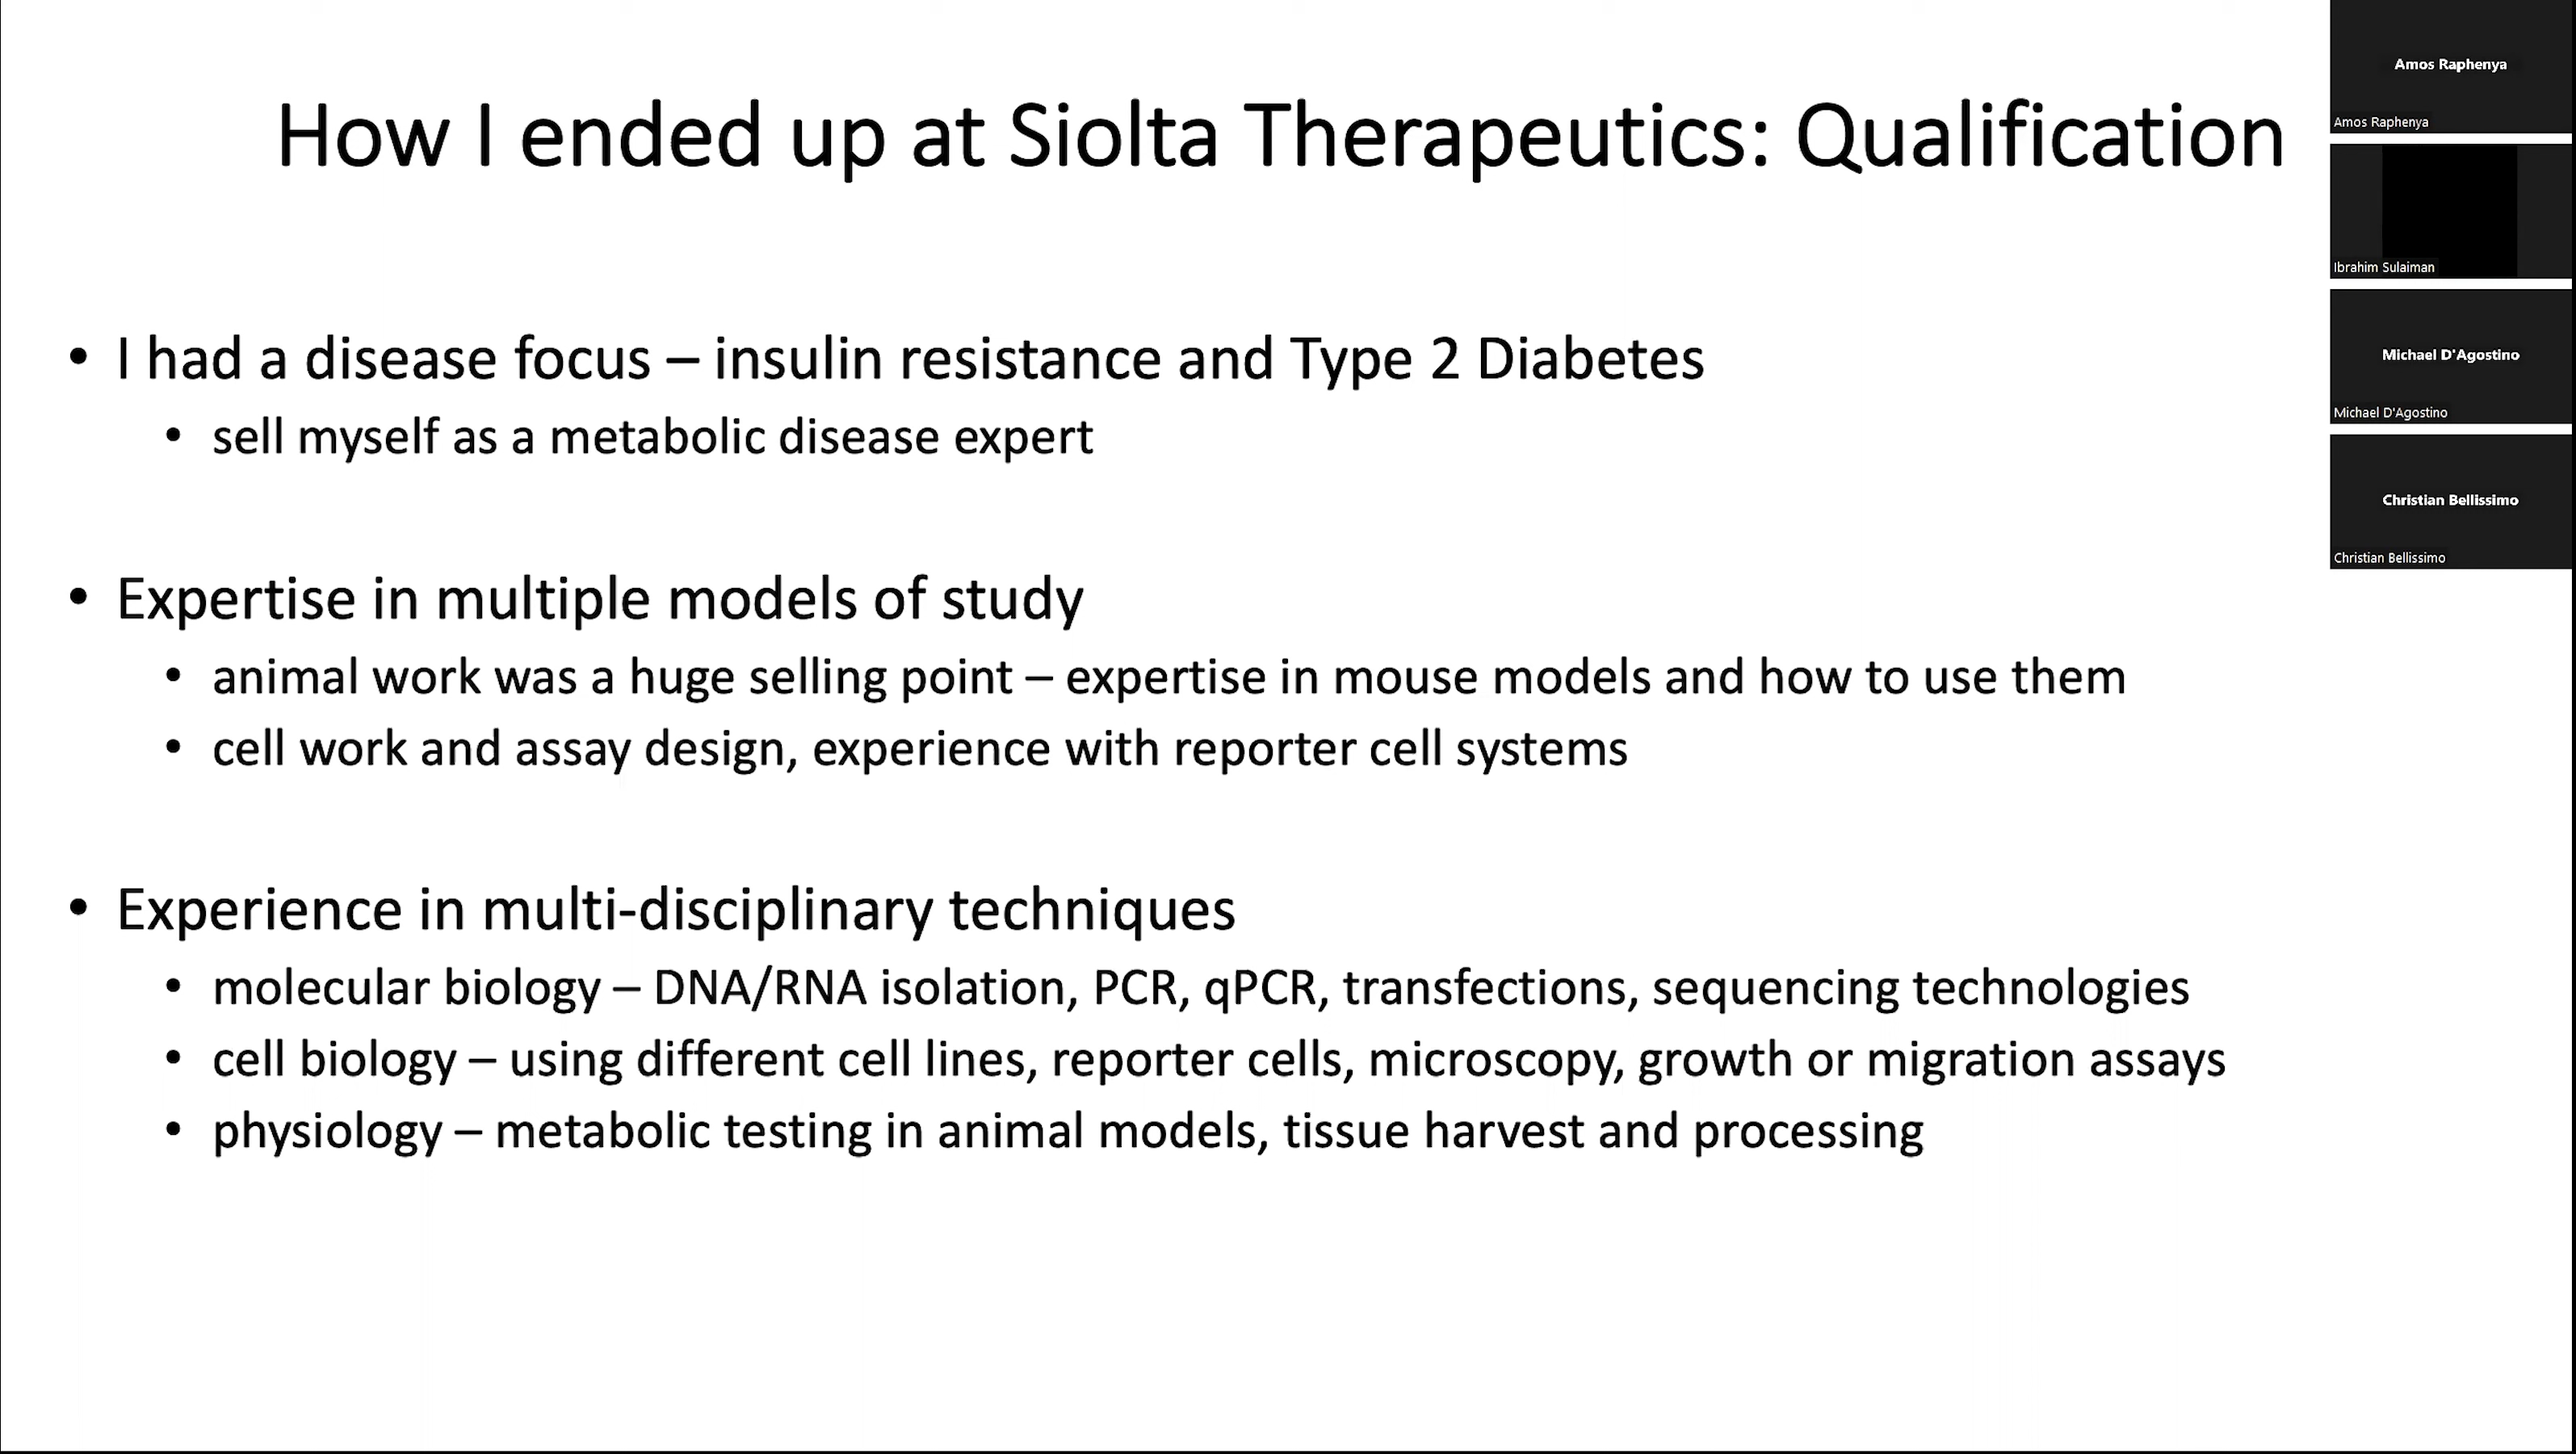 How I ended up at Siolta Therapeutics: Qualification
• I had a disease focus – insulin resistance and Type 2 Diabetes
• sell myself as a metabolic disease expert
• Expertise in multiple models of study
• animal work was a huge selling point – expertise in mouse models and how to use them
• cell work and assay design, experience with reporter cell systems
• Experience in multi-disciplinary techniques
• molecular biology – DNA/RNA isolation, PCR, qPCR, transfections, sequencing technologies
• cell biology – using different cell lines, reporter cells, microscopy, growth or migration assays
• physiology – metabolic testing in animal models, tissue harvest and processing
Amos Raphenya
Amos Raphenya
Ibrahim Sulaiman
Michael D'Agostino
Michael D'Agostino
Christian Bellissimo
Christian Bellissimo